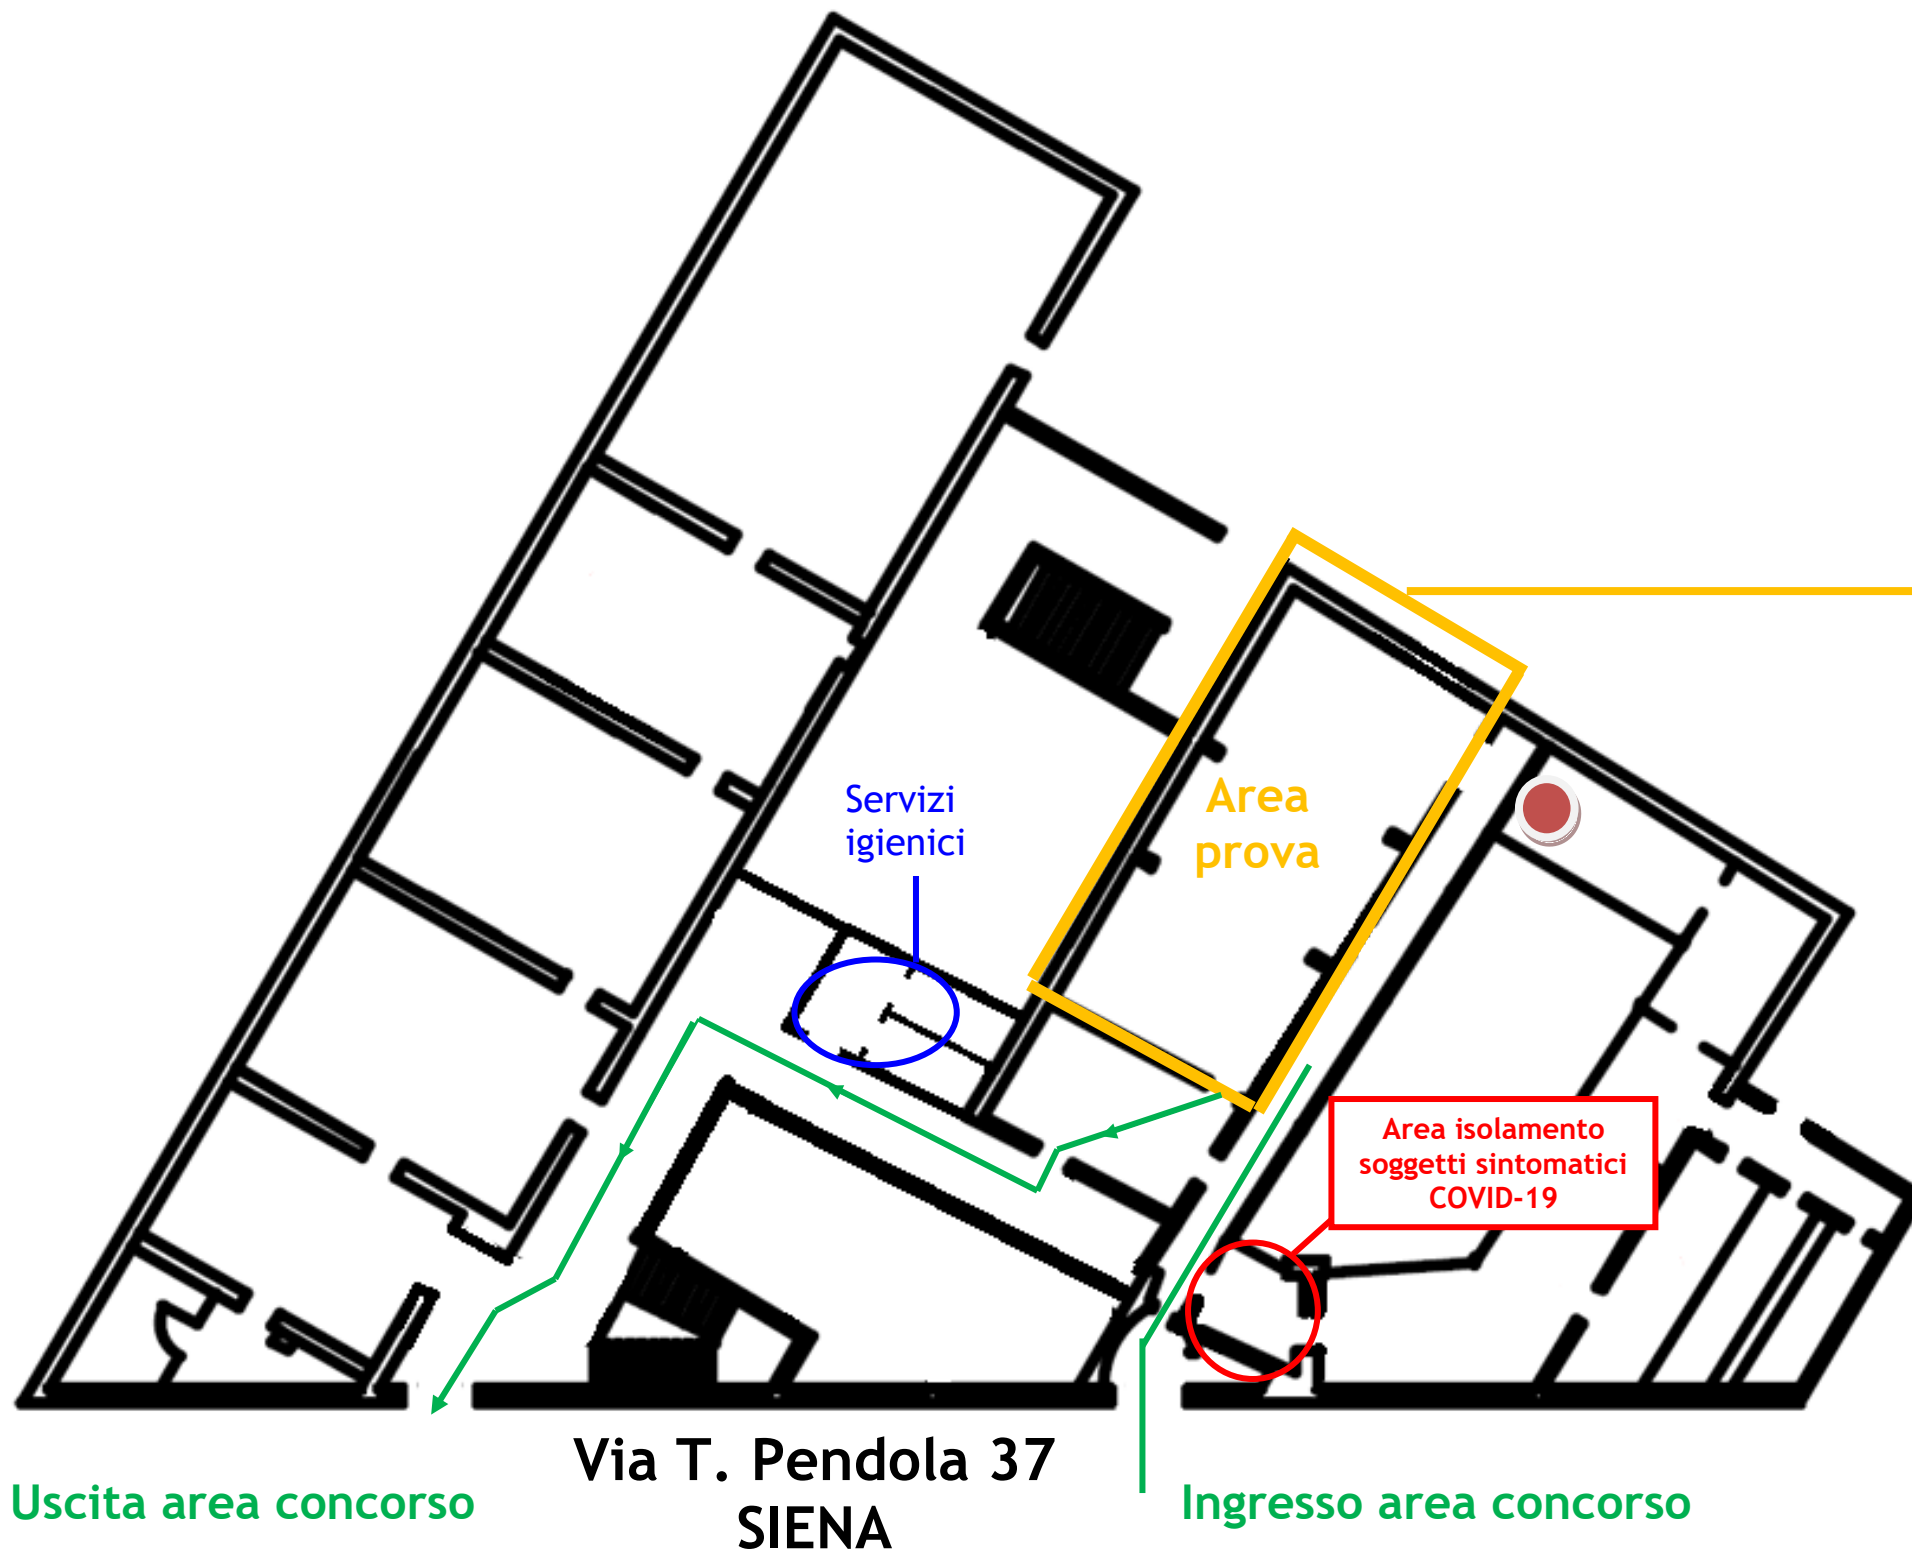 Servizi
igienici
Area
prova
Area isolamento
soggetti sintomatici
COVID-19
Via T. Pendola 37
SIENA
Uscita area concorso
Ingresso area concorso